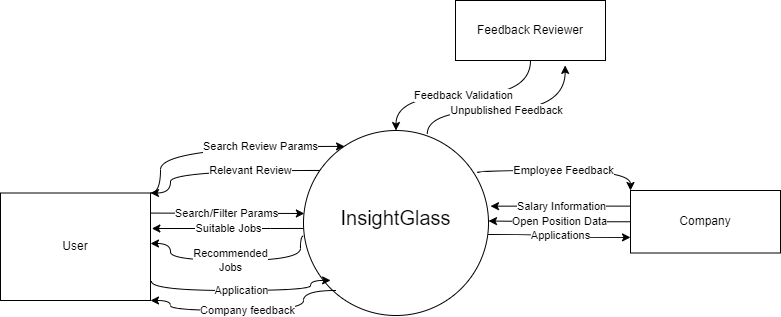 Feedback Reviewer
Feedback Validation
Unpublished Feedback
Search Review Params
Relevant Review
Employee Feedback
Search/Filter Params
Suitable Jobs
Recommended
Jobs
Application
Company feedback
User
InsightGlass
Salary Information
Open Position Data
Applications
Company